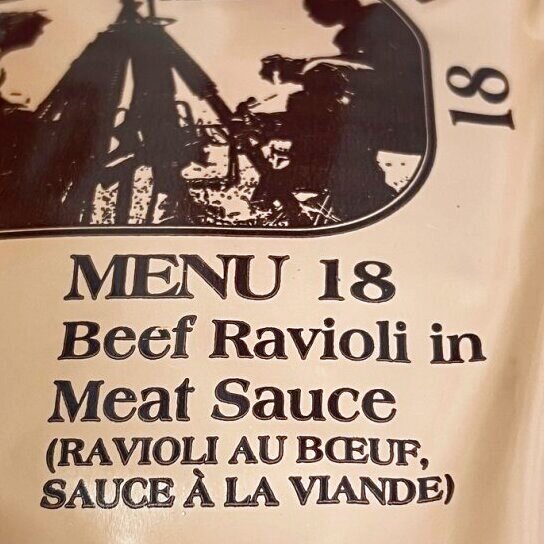 18
MENU 18
Beef Ravioli in
Meat Sauce
(RAVIOLI AU BŒUF,
SAUCE À LA VIANDE)